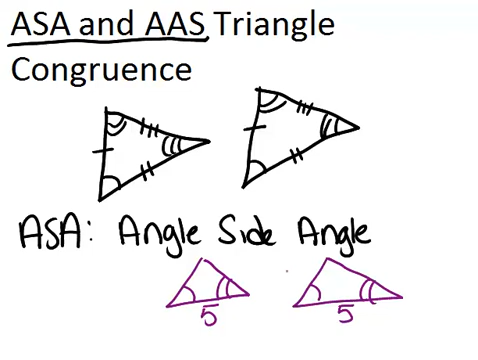 ASA and AAS Triangle
Congruence
ASA: Angle Side Angle
5 5